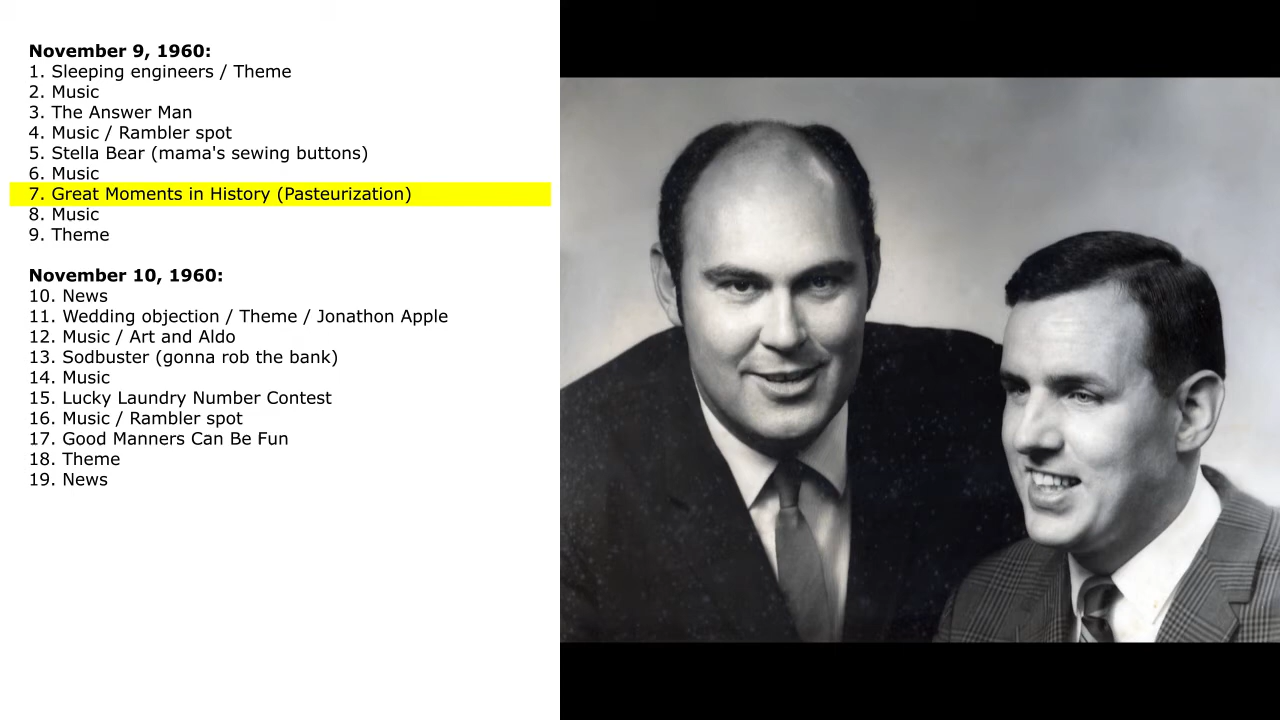 November 9, 1960:
1. Sleeping engineers / Theme
2. Music
3. The Answer Man
4. Music / Rambler spot
5. Stella Bear (mama's sewing buttons)
6. Music
7. Great Moments in History (Pasteurization)
8. Music
9. Theme
November 10, 1960:
10. News
11. Wedding objection / Theme / Jonathon Apple
12. Music / Art and Aldo
13. Sodbuster (gonna rob the bank)
14. Music
15. Lucky Laundry Number Contest
16. Music / Rambler spot
17. Good Manners Can Be Fun
18. Theme
19. News